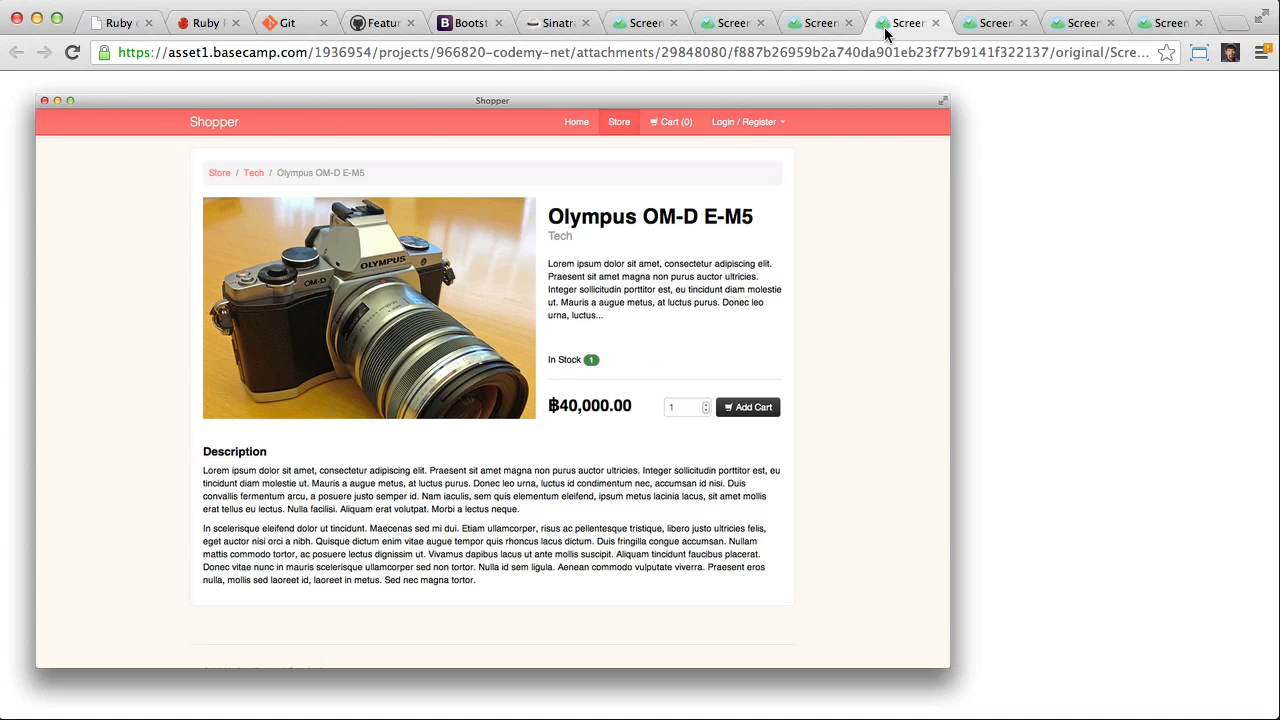 Ruby
Ruby
Git
Featur
Bootst
Sinatr
Screen
Screen
Screen
Screen
Screen
Screen
Screen
https://asset1.basecamp.com/1936954/projects/966820-codemy-net/attachments/29848080/f887b26959b2a740da901eb23f77b9141f322137/original/Scre...
Shopper
Shopper
Home
Store
Cart (0)
Login / Register
Store / Tech / Olympus OM-D E-M5
OLYMPUS
OM-D
Olympus OM-D E-M5
Tech
Lorem ipsum dolor sit amet, consectetur adipiscing elit.
Praesent sit amet magna non purus auctor ultricies.
Integer sollicitudin porttitor est, eu tincidunt diam molestie
ut. Mauris a augue metus, at luctus purus. Donec leo
urna, luctus...
In Stock 1
฿40,000.00
1
Add Cart
Description
Lorem ipsum dolor sit amet, consectetur adipiscing elit. Praesent sit amet magna non purus auctor ultricies. Integer sollicitudin porttitor est, eu
tincidunt diam molestie ut. Mauris a augue metus, at luctus purus. Donec leo urna, luctus id condimentum nec, accumsan id nisi. Duis
convallis fermentum arcu, a posuere justo semper id. Nam iaculis, sem quis elementum eleifend, ipsum metus lacinia lacus, sit amet mollis
erat tellus eu lectus. Nulla facilisi. Aliquam erat volutpat. Morbi a lectus neque.
In scelerisque eleifend dolor ut tincidunt. Maecenas sed mi dui. Etiam ullamcorper, risus ac pellentesque tristique, libero justo ultricies felis,
eget auctor nisi orci a nibh. Quisque dictum enim vitae augue tempor quis rhoncus lacus dictum. Duis fringilla congue accumsan. Nullam
mattis commodo tortor, ac posuere lectus dignissim ut. Vivamus dapibus lacus ut ante mollis suscipit. Aliquam tincidunt faucibus placerat.
Donec vitae nunc in mauris scelerisque ullamcorper sed non tortor. Nulla id sem ligula. Aenean commodo vulputate viverra. Praesent eros
nulla, mollis sed laoreet id, laoreet in metus. Sed nec magna tortor.